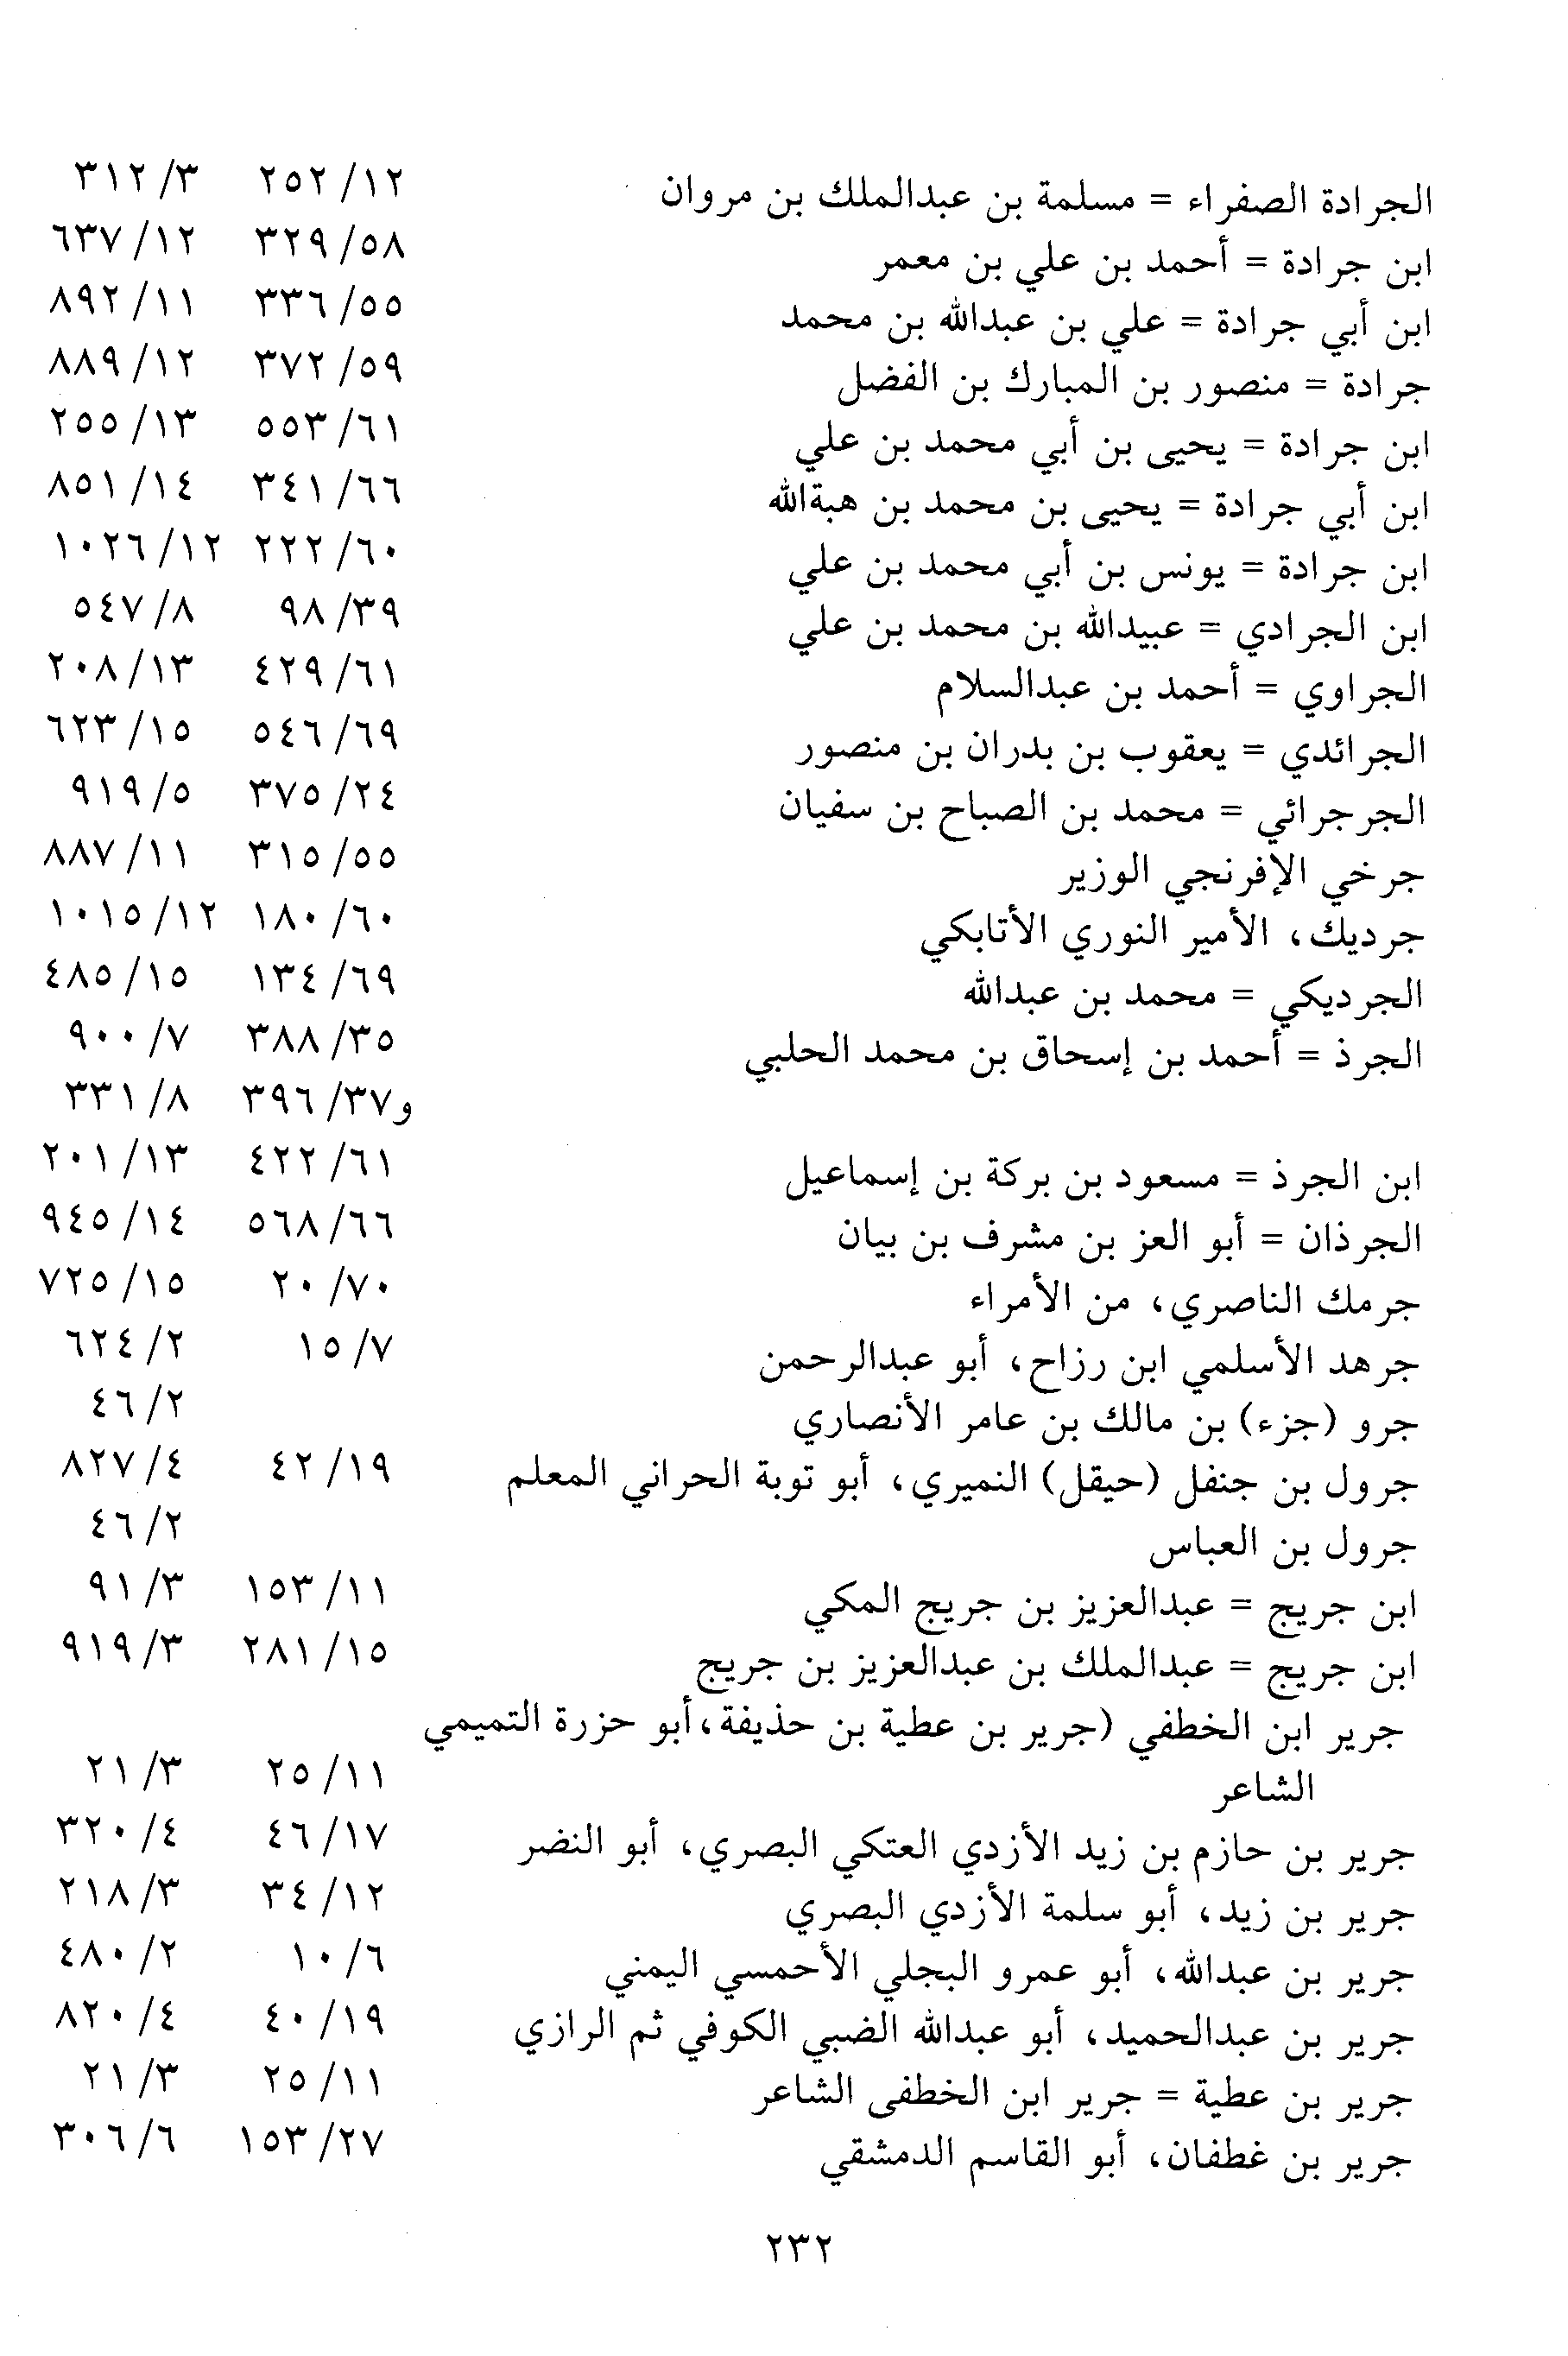 الجرادة الصفراء = مسلمة بن عبدالملك بن مروان ١٢/ ٢٥٢ ٣/ ٣١٢
ابن جرادة = أحمد بن علي بن معمر ٥٨/ ٣٢٩ ١٢/ ٦٣٧
ابن أبي جرادة = علي بن عبدالله بن محمد ٥٥/ ٣٣٦ ١١/ ٨٩٢
جرادة = منصور بن المبارك بن الفضل ٥٩/ ٣٧٢ ١٢/ ٨٨٩
ابن جرادة = يحيى بن أبي محمد بن علي ٦١/ ٥٥٣ ١٣/ ٢٥٥
ابن أبي جرادة = يحيى بن محمد بن هبةالله ٦٦/ ٣٤١ ١٤/ ٨٥١
ابن جرادة = يونس بن أبي محمد بن علي ٦٠/ ٢٢٢ ١٢/ ١٠٢٦
ابن الجرادي = عبيدالله بن محمد بن علي ٣٩/ ٩٨ ٨/ ٥٤٧
الجراوي = أحمد بن عبدالسلام ٦١/ ٤٢٩ ١٣/ ٢٠٨
الجرائدي = يعقوب بن بدران بن منصور ٦٩/ ٥٤٦ ١٥/ ٦٢٣
الجرجرائي = محمد بن الصباح بن سفيان ٢٤/ ٣٧٥ ٥/ ٩١٩
جرخي الإفرنجي الوزير ٥٥/ ٣١٥ ١١/ ٨٨٧
جرديك، الأمير النوري الأتابكي ٦٠/ ١٨٠ ١٢/ ١٠١٥
الجرديكي = محمد بن عبدالله ٦٩/ ١٣٤ ١٥/ ٤٨٥
الجرذ = أحمد بن إسحاق بن محمد الحلبي ٣٥/ ٣٨٨ ٧/ ٩٠٠
و٣٧/ ٣٩٦ ٨/ ٣٣١
ابن الجرذ = مسعود بن بركة بن إسماعيل ٦١/ ٤٢٢ ١٣/ ٢٠١
الجرذان = أبو العز بن مشرف بن بيان ٦٦/ ٥٦٨ ١٤/ ٩٤٥
جرمك الناصري، من الأمراء ٧٠/ ٢٠ ١٥/ ٧٢٥
جرهد الأسلمي ابن رزاح، أبو عبدالرحمن ٧/ ١٥ ٢/ ٦٢٤
جرو (جزء) بن مالك بن عامر الأنصاري ٢/ ٤٦
جرول بن جنفل (حيقل) النميري، أبو توبة الحراني المعلم ١٩/ ٤٢ ٤/ ٨٢٧
جرول بن العباس ٢/ ٤٦
ابن جريج = عبدالعزيز بن جريج المكي ١١/ ١٥٣ ٣/ ٩١
ابن جريج = عبدالملك بن عبدالعزيز بن جريج ١٥/ ٢٨١ ٣/ ٩١٩
جرير ابن الخطفي (جرير بن عطية بن حذيفة،أبو حزرة التميمي
الشاعر ١١/ ٢٥ ٣/ ٢١
جرير بن حازم بن زيد الأزدي العتكي البصري، أبو النضر ١٧/ ٤٦ ٤/ ٣٢٠
جرير بن زيد، أبو سلمة الأزدي البصري ١٢/ ٣٤ ٣/ ٢١٨
جرير بن عبدالله، أبو عمرو البجلي الأحمسي اليمني ٦/ ١٠ ٢/ ٤٨٠
جرير بن عبدالحميد، أبو عبدالله الضبي الكوفي ثم الرازي ١٩/ ٤٠ ٤/ ٨٢٠
جرير بن عطية = جرير ابن الخطفى الشاعر ١١/ ٢٥ ٣/ ٢١
جرير بن غطفان، أبو القاسم الدمشقي ٢٧/ ١٥٣ ٦/ ٣٠٦
٢٣٢